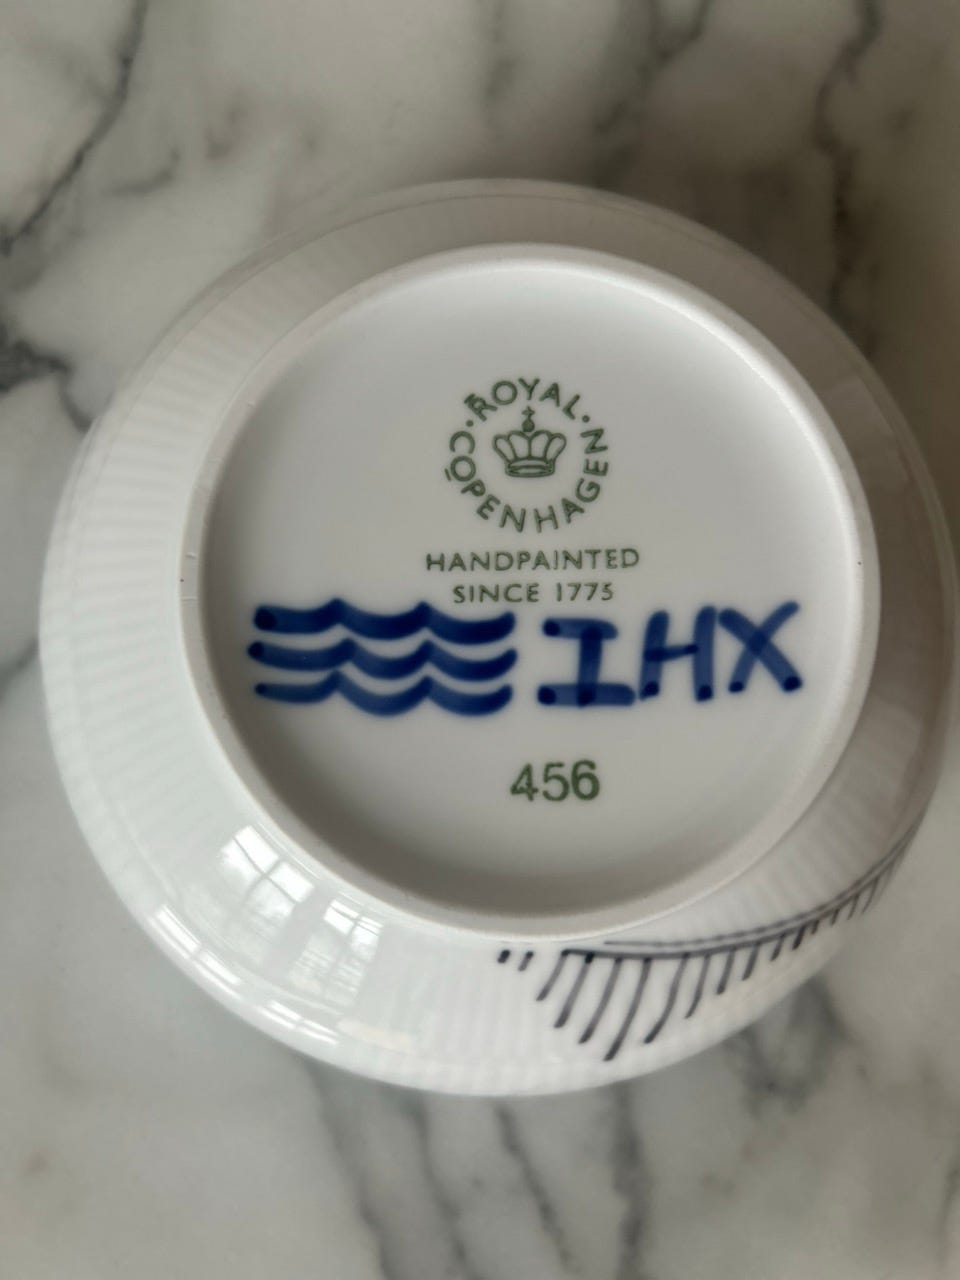 ROYAL COPENHAGEN
HANDPAINTED
SINCE 1775
IHX
456